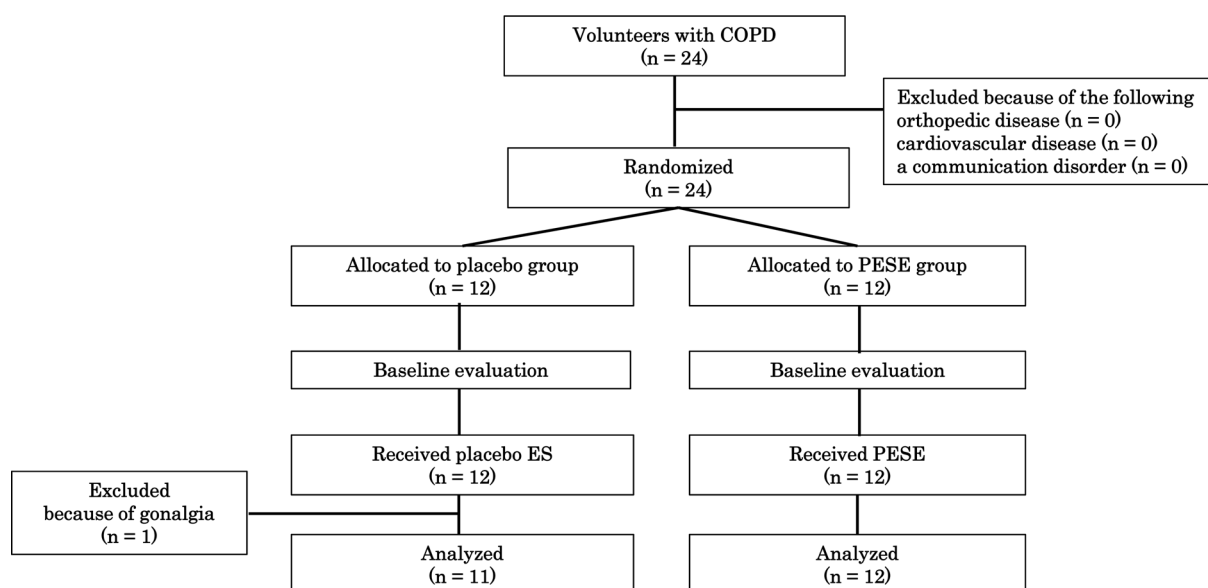 Volunteers with COPD
(n = 24)
Excluded because of the following
orthopedic disease (n = 0)
cardiovascular disease (n = 0)
a communication disorder (n = 0)
Randomized
(n = 24)
Allocated to placebo group
(n = 12)
Allocated to PESE group
(n = 12)
Baseline evaluation
Baseline evaluation
Received placebo ES
(n = 12)
Received PESE
(n = 12)
Excluded
because of gonalgia
(n = 1)
Analyzed
(n = 11)
Analyzed
(n = 12)